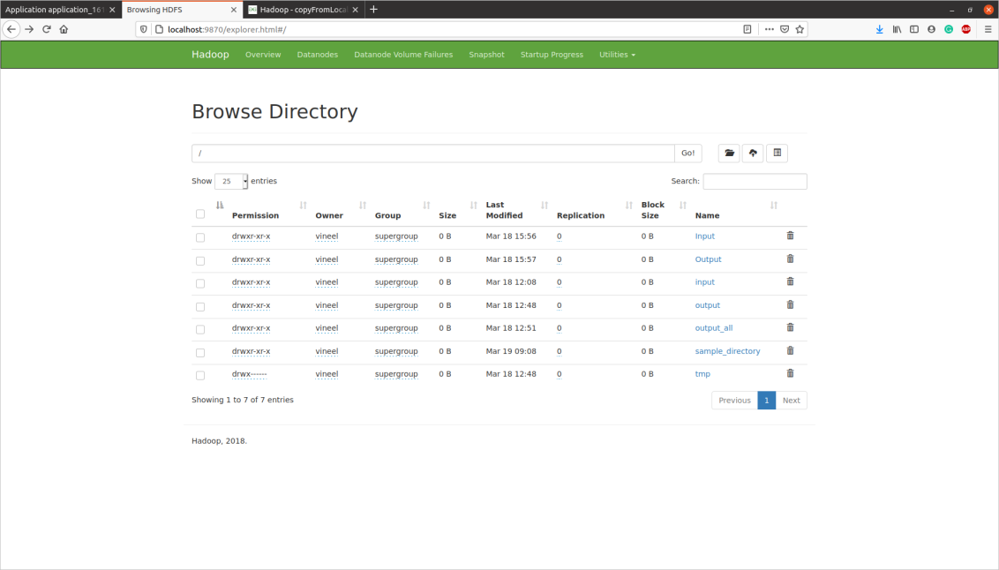 Application application_161
Browsing HDFS
Hadoop - copyFromLoca
localhost:9870/explorer.html#/
ABP
Hadoop Overview Datanodes Datanode Volume Failures Snapshot Startup Progress Utilities
Browse Directory
/ Go!
Show 25 entries Search:
Permission Owner Group Size Last Modified Replication Block Size Name
drwxr-xr-x vineel supergroup 0 B Mar 18 15:56 0 0 B Input
drwxr-xr-x vineel supergroup 0 B Mar 18 15:57 0 0 B Output
drwxr-xr-x vineel supergroup 0 B Mar 18 12:08 0 0 B input
drwxr-xr-x vineel supergroup 0 B Mar 18 12:48 0 0 B output
drwxr-xr-x vineel supergroup 0 B Mar 18 12:51 0 0 B output_all
drwxr-xr-x vineel supergroup 0 B Mar 19 09:08 0 0 B sample_directory
drwx------ vineel supergroup 0 B Mar 18 12:48 0 0 B tmp
Showing 1 to 7 of 7 entries Previous 1 Next
Hadoop, 2018.